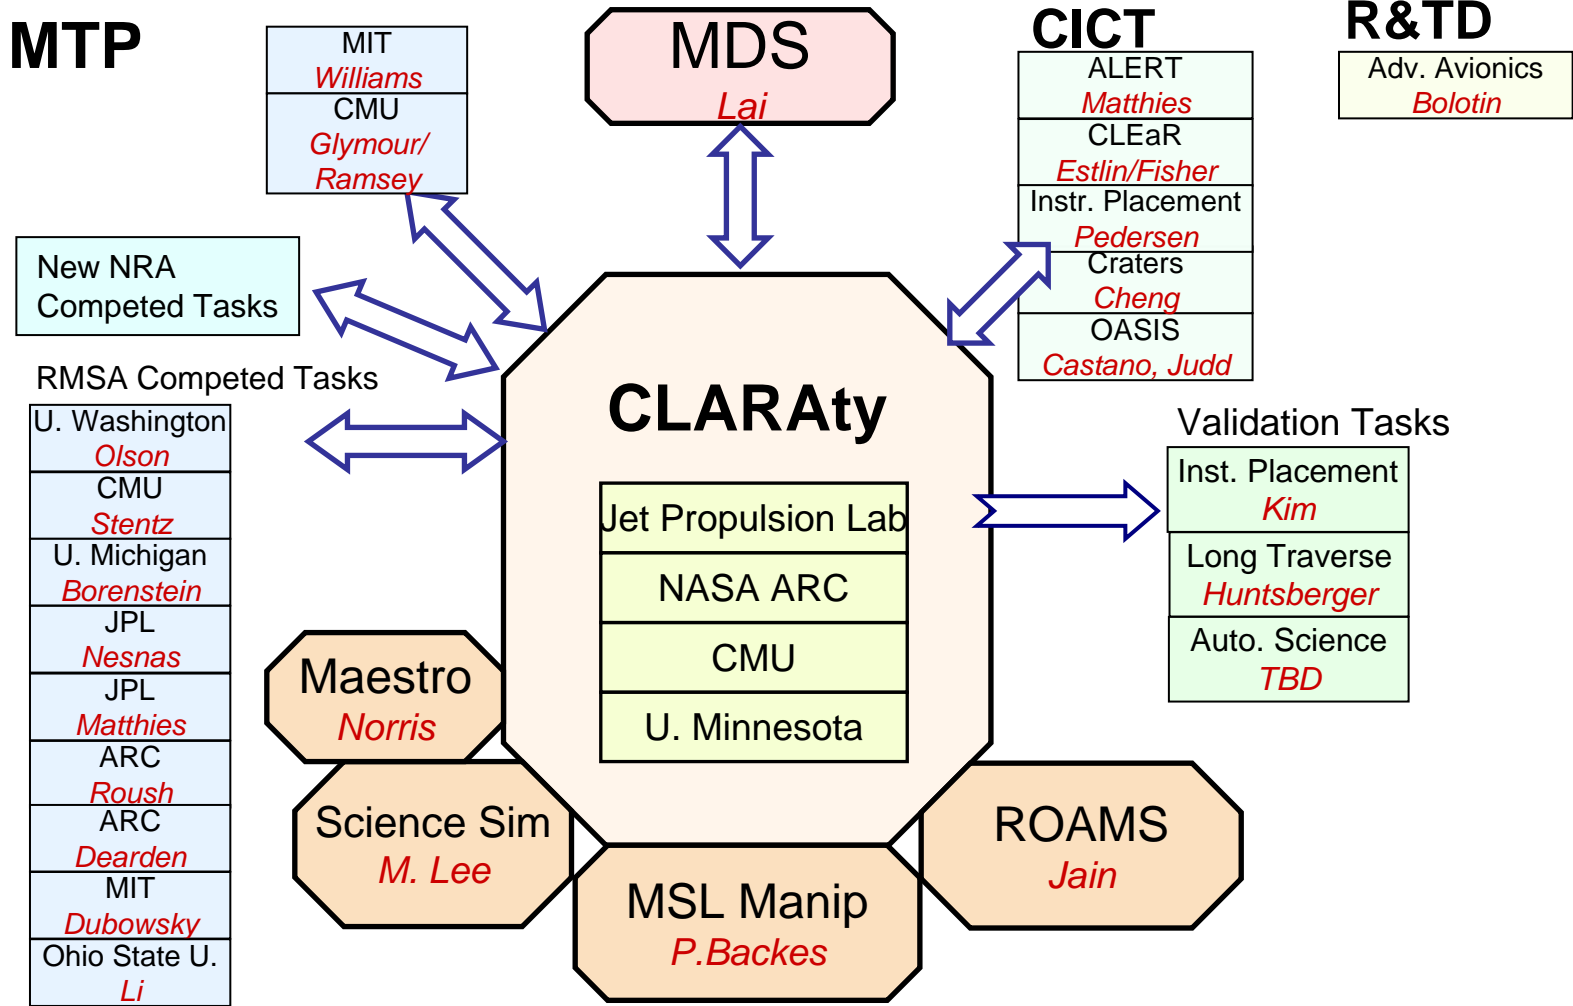 MTP
MIT
Williams
CMU
Glymour/
Ramsey
MDS
Lai
CICT
ALERT
Matthies
CLEaR
Estlin/Fisher
Instr. Placement
Pedersen
Craters
Cheng
OASIS
Castano, Judd
R&TD
Adv. Avionics
Bolotin
New NRA
Competed Tasks
RMSA Competed Tasks
U. Washington
Olson
CMU
Stentz
U. Michigan
Borenstein
JPL
Nesnas
JPL
Matthies
ARC
Roush
ARC
Dearden
MIT
Dubowsky
Ohio State U.
Li
CLARAty
Jet Propulsion Lab
NASA ARC
CMU
U. Minnesota
Validation Tasks
Inst. Placement
Kim
Long Traverse
Huntsberger
Auto. Science
TBD
Maestro
Norris
Science Sim
M. Lee
MSL Manip
P.Backes
ROAMS
Jain